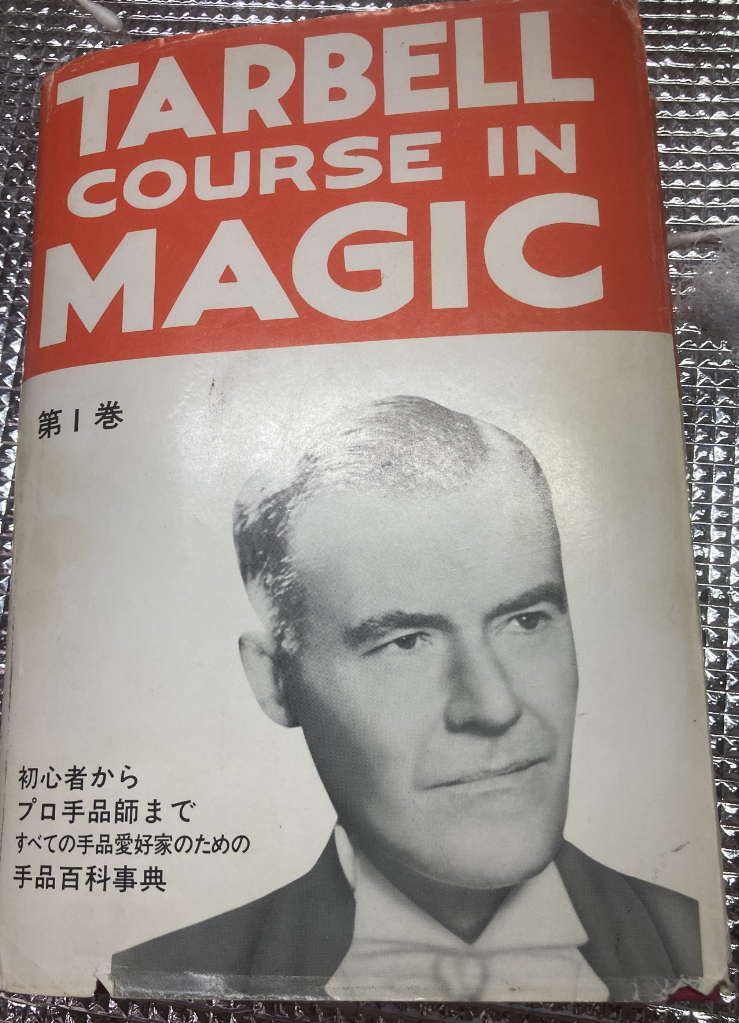 TARBELL
COURSE IN
MAGIC
第1巻
初心者から
プロ手品師まで
すべての手品愛好家のための
手品百科事典